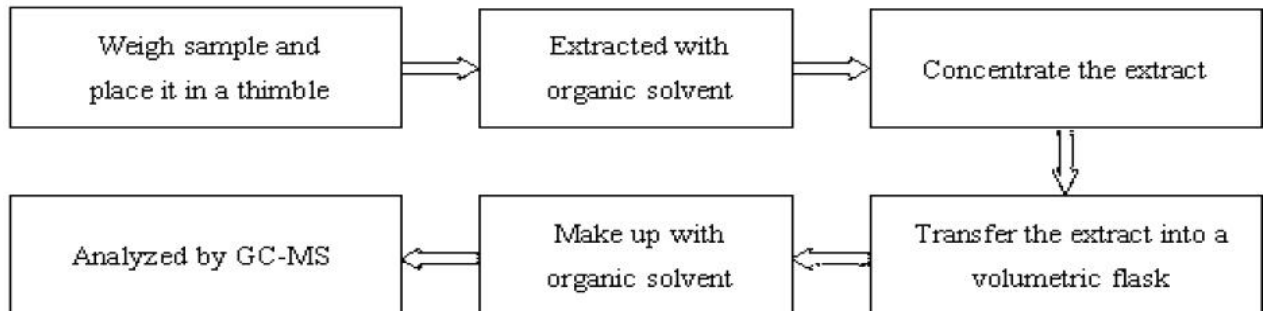 Weigh sample and
place it in a thimble
Extracted with
organic solvent
Concentrate the extract
Transfer the extract into a
volumetric flask
Make up with
organic solvent
Analyzed by GC-MS